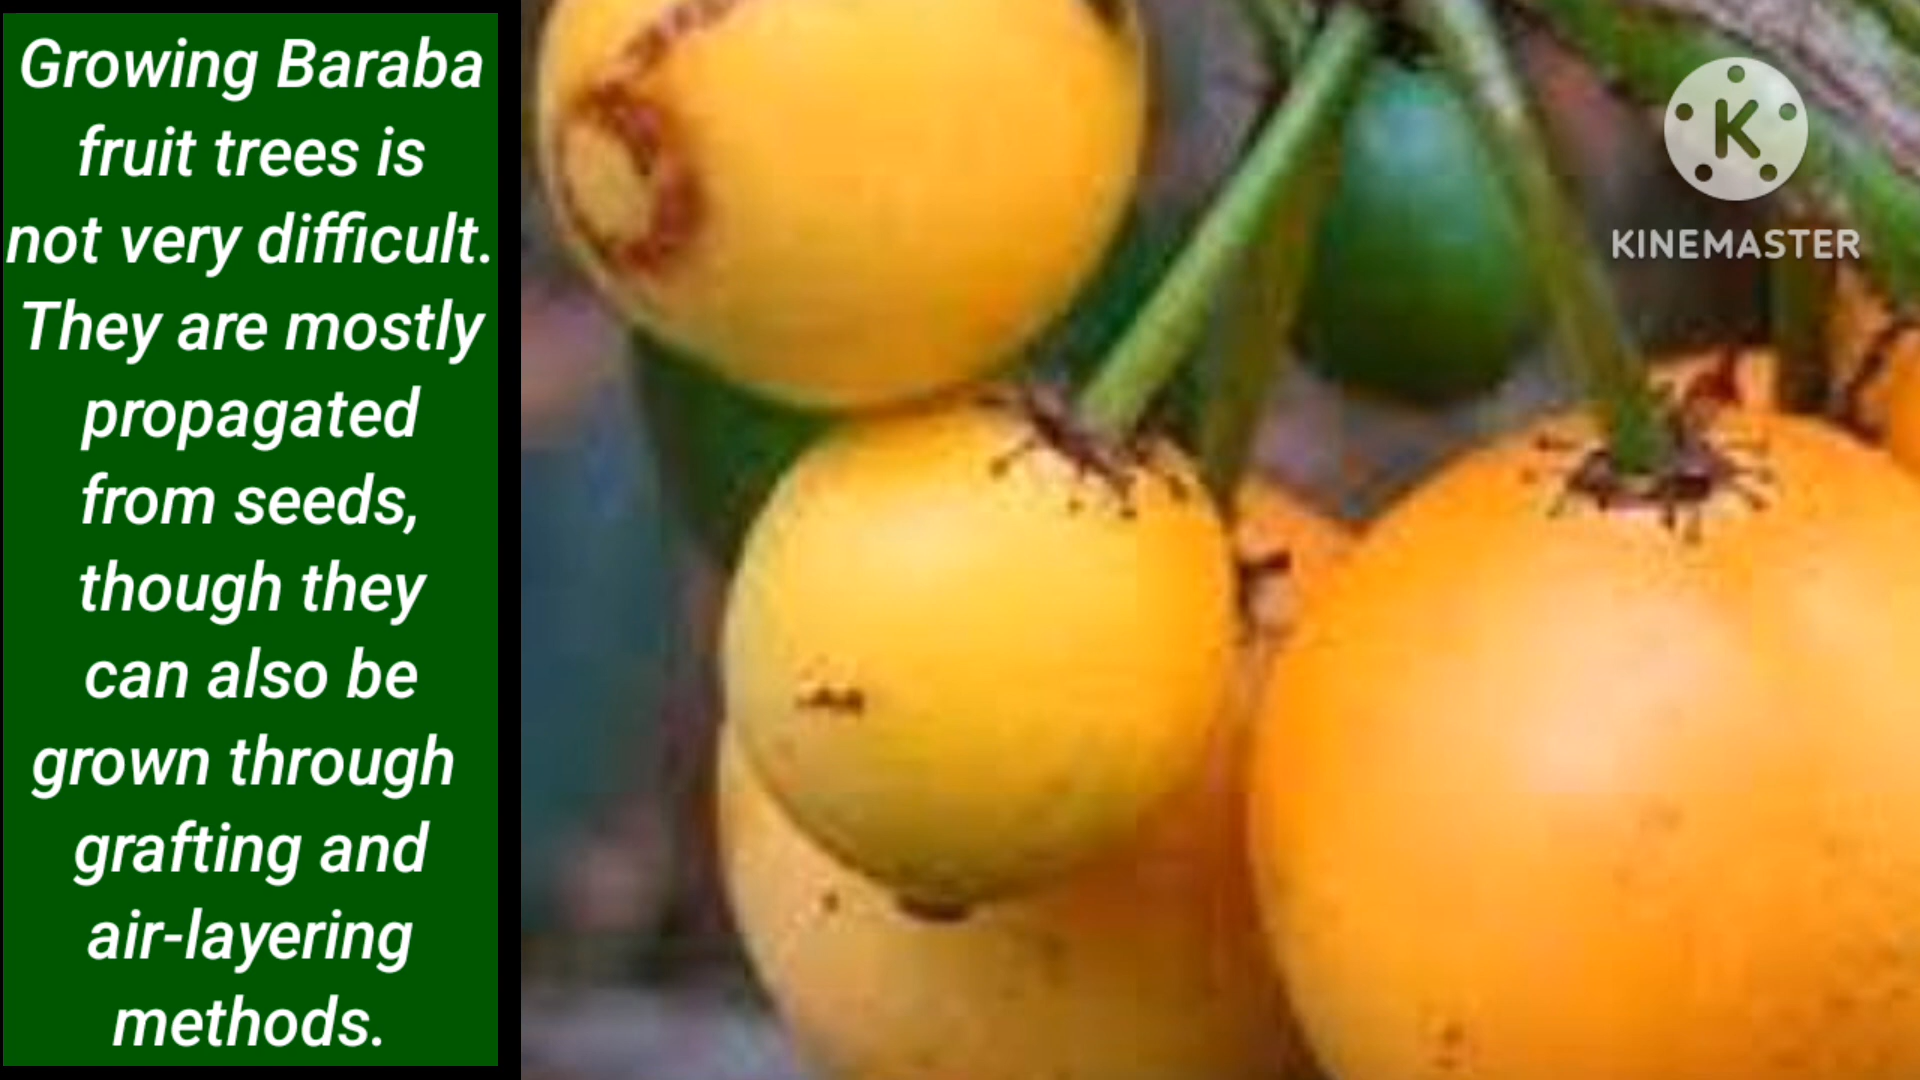 Growing Baraba
fruit trees is
not very difficult.
They are mostly
propagated
from seeds,
though they
can also be
grown through
grafting and
air-layering
methods.
K
KINEMASTER